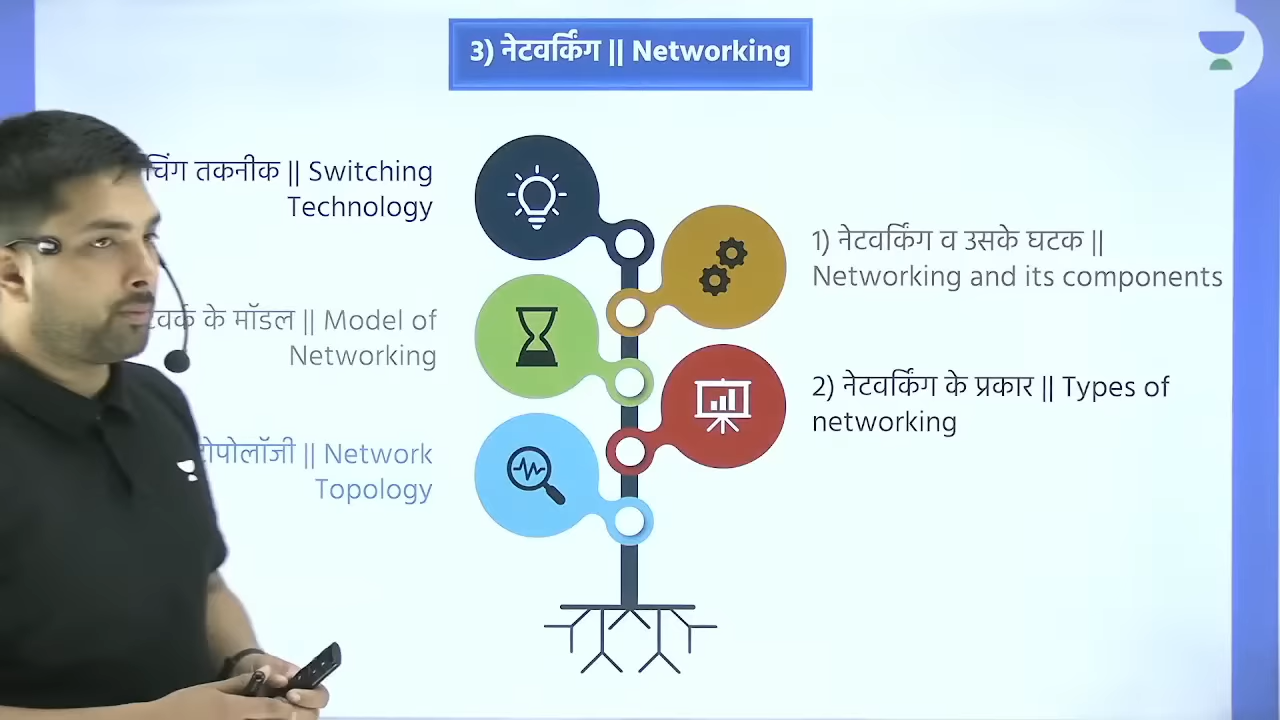 3) नेटवर्किंग || Networking
तकनीक || Switching
Technology
1) नेटवर्किंग व उसके घटक ||
Networking and its components
के मॉडल || Model of
Networking
2) नेटवर्किंग के प्रकार || Types of
networking
|| Network
Topology